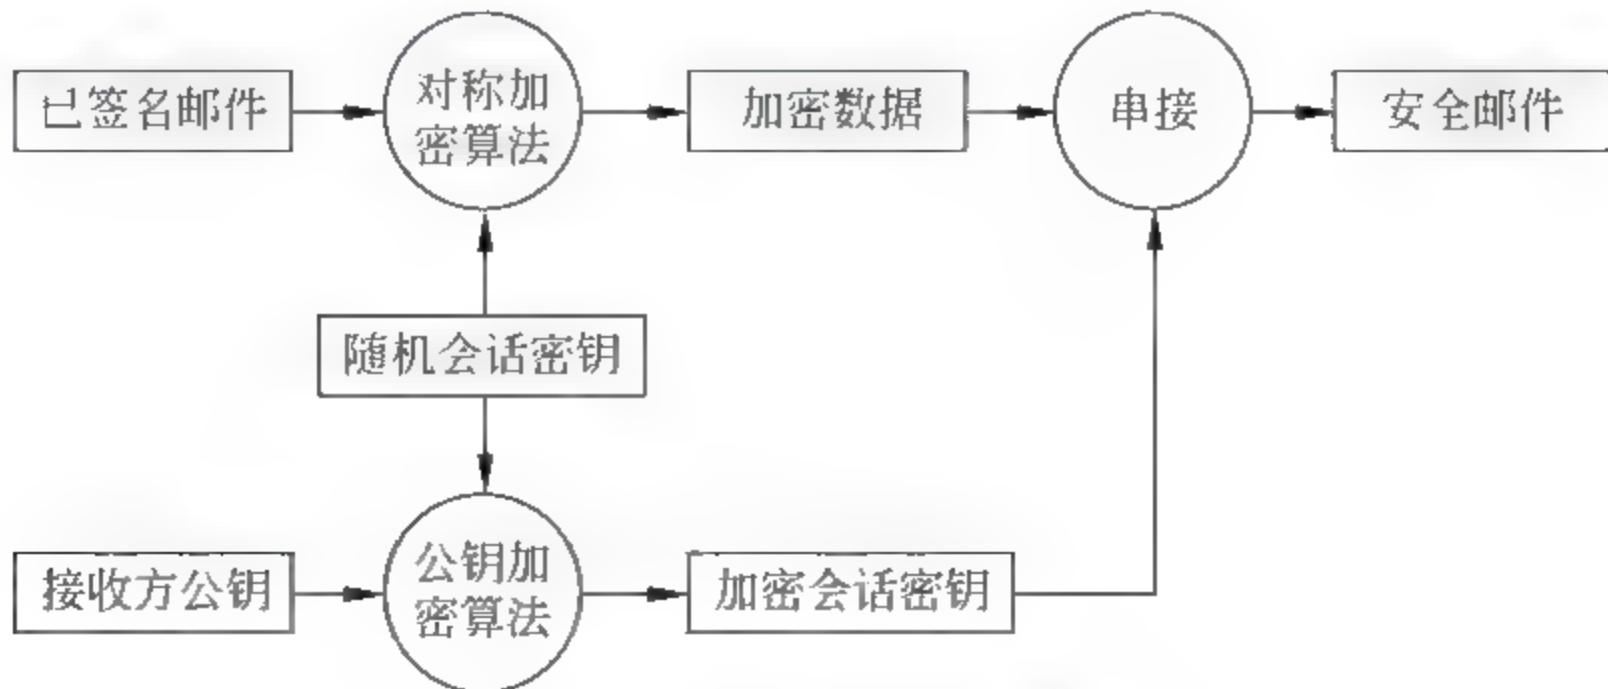 已签名邮件
对称加
密算法
加密数据
串接
安全邮件
随机会话密钥
接收方公钥
公钥加
密算法
加密会话密钥